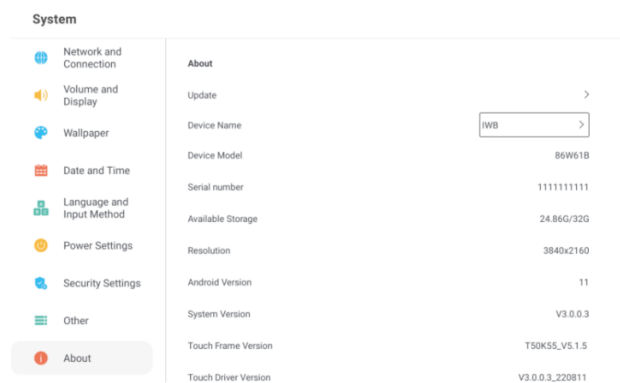 System
Network and
Connection
Volume and
Display
Wallpaper
Date and Time
Language and
Input Method
Power Settings
Security Settings
Other
About
About
Update
Device Name IWB
Device Model 86W61B
Serial number 1111111111
Available Storage 24.86G/32G
Resolution 3840x2160
Android Version 11
System Version V3.0.0.3
Touch Frame Version T50K55_V5.1.5
Touch Driver Version V3.0.0.3_220811